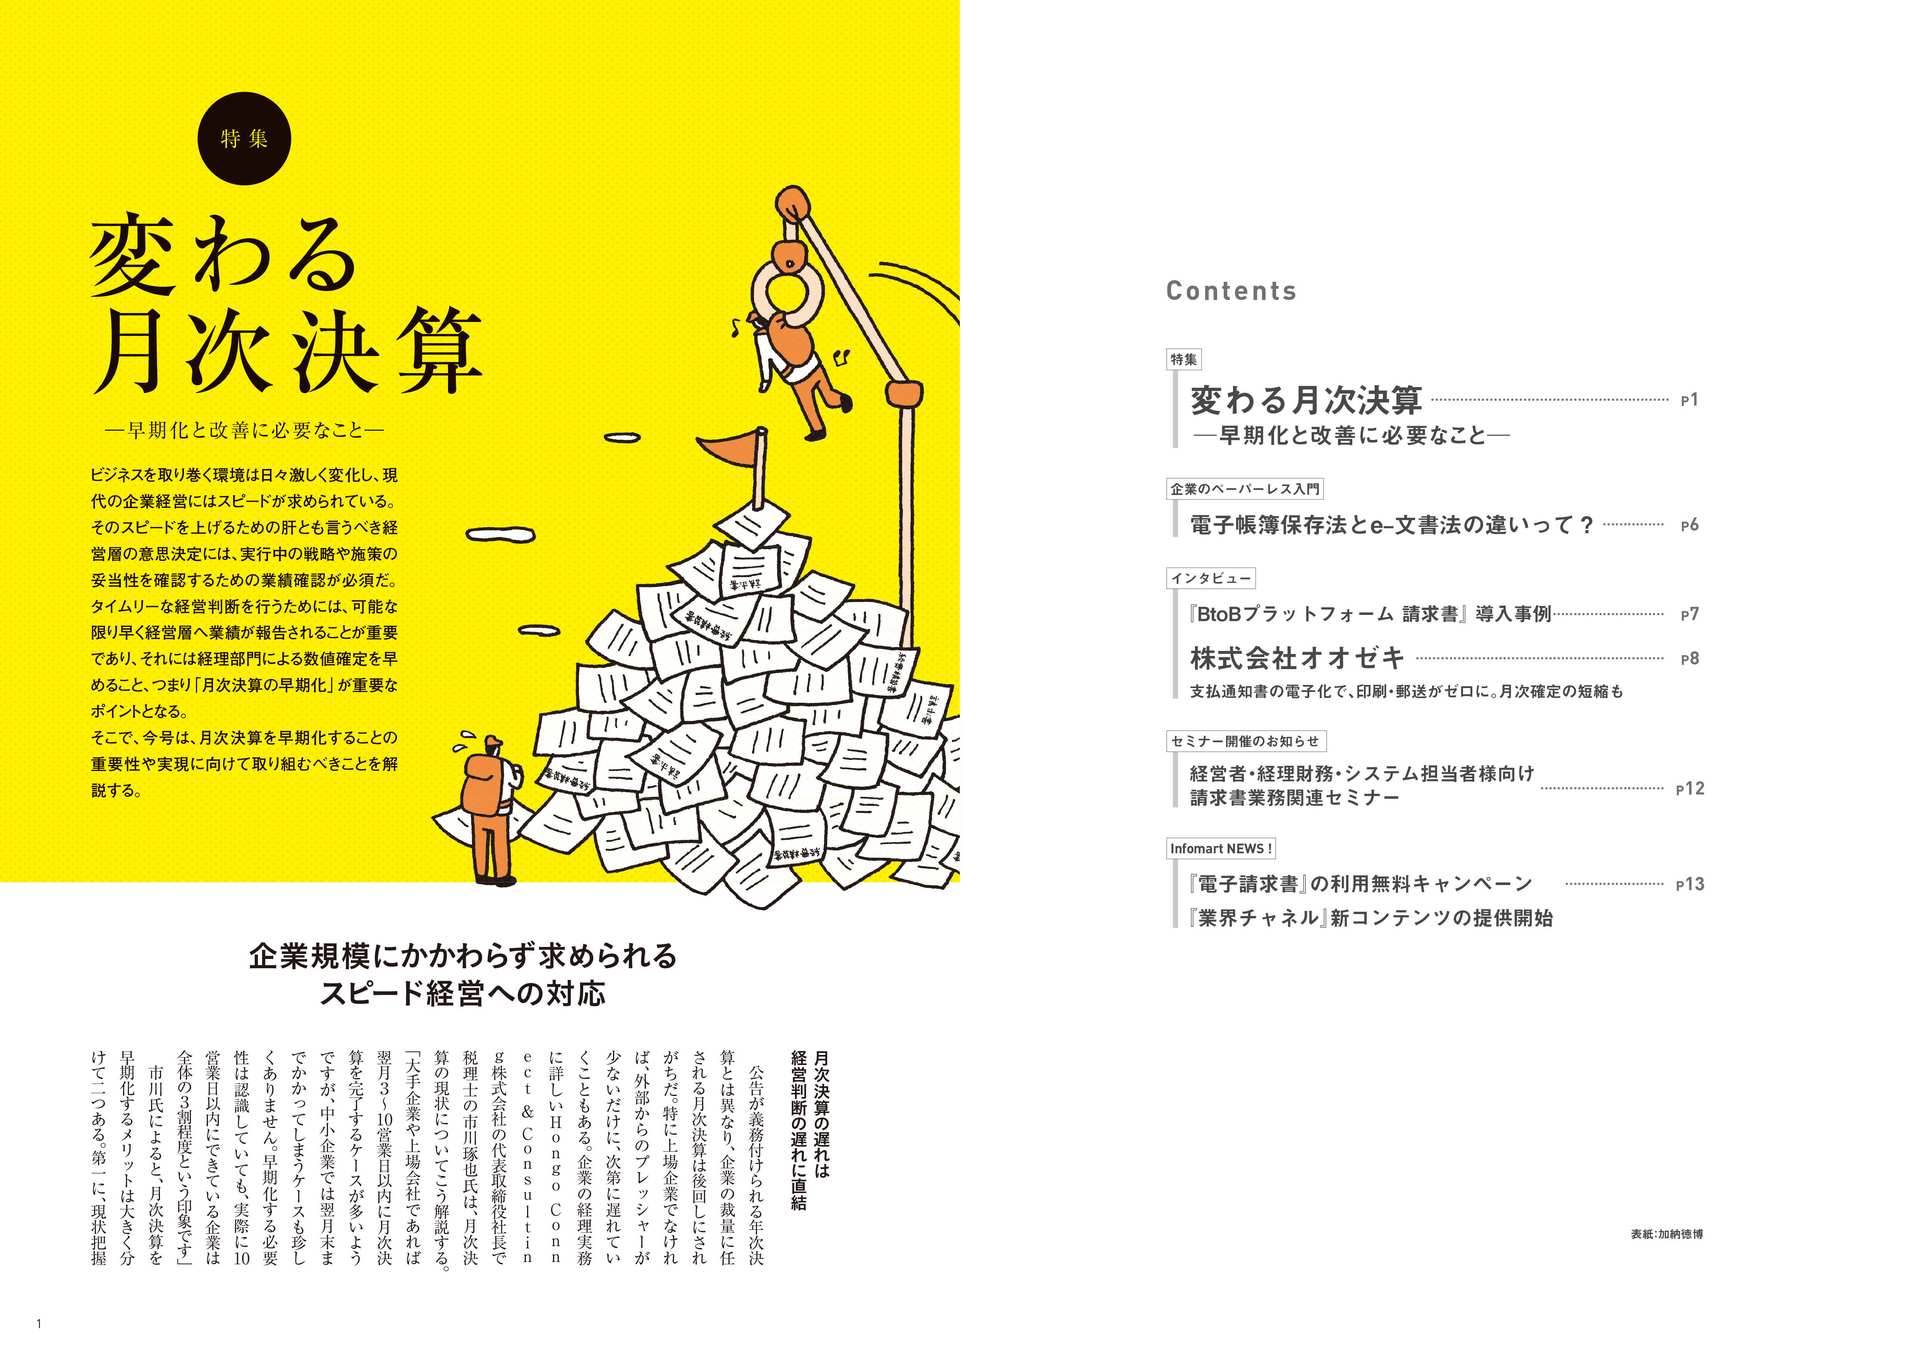 特集
変わる
月次決算
―早期化と改善に必要なこと―
ビジネスを取り巻く環境は日々激しく変化し、現
代の企業経営にはスピードが求められている。
そのスピードを上げるための肝とも言うべき経
営層の意思決定には、実行中の戦略や施策の
妥当性を確認するための業績確認が必須だ。
タイムリーな経営判断を行うためには、可能な
限り早く経営層へ業績が報告されることが重要
であり、それには経理部門による数値確定を早
めること、つまり「月次決算の早期化」が重要な
ポイントとなる。
そこで、今号は、月次決算を早期化することの
重要性や実現に向けて取り組むべきことを解
説する。
請求書
経費精算書
経費精算書
請求書
請求書
経費精算書
経費精算書
企業規模にかかわらず求められる
スピード経営への対応
月次決算の遅れは
経営判断の遅れに直結
公告が義務付けられる年次決
算とは異なり、企業の裁量に任
される月次決算は後回しにされ
がちだ。特に上場企業でなけれ
ば、外部からのプレッシャーが
少ないだけに、次第に遅れてい
くこともある。企業の経理実務
に詳しいHongo Conn
ect & Consultin
g株式会社の代表取締役社長で
税理士の市川琢也氏は、月次決
算の現状についてこう解説する。
「大手企業や上場会社であれば
翌月3〜10営業日以内に月次決
算を完了するケースが多いよう
ですが、中小企業では翌月末ま
でかかってしまうケースも珍し
くありません。早期化する必要
性は認識していても、実際に10
営業日以内にできている企業は
全体の3割程度という印象です」
市川氏によると、月次決算を
早期化するメリットは大きく分
けて二つある。第一に、現状把握
1
Contents
特集
変わる月次決算 P1
―早期化と改善に必要なこと―
企業のペーパーレス入門
電子帳簿保存法とe-文書法の違いって？ P6
インタビュー
『BtoBプラットフォーム 請求書』 導入事例 P7
株式会社オオゼキ P8
支払通知書の電子化で、印刷・郵送がゼロに。月次確定の短縮も
セミナー開催のお知らせ
経営者・経理財務・システム担当者様向け
請求書業務関連セミナー P12
Infomart NEWS !
『電子請求書』の利用無料キャンペーン P13
『業界チャネル』新コンテンツの提供開始
表紙：加納徳博